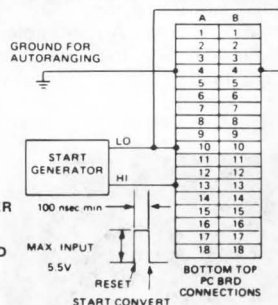 GROUND FOR
AUTORANGING
A B
1 1
2 2
3 3
4 4
5 5
6 6
7 7
8 8
9 9
10 10
11 11
12 12
13 13
14 14
15 15
16 16
17 17
18 18
START
GENERATOR
LO
HI
ER
100 nsec. min
D
MAX INPUT
5.5V
RESET
START CONVERT
BOTTOM TOP
PC BRD
CONNECTIONS